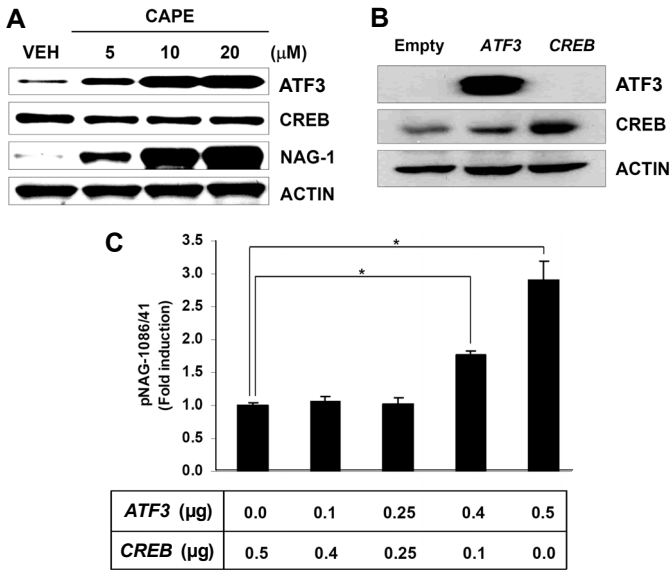 A
CAPE
VEH 5 10 20 (μM)
ATF3
CREB
NAG-1
ACTIN
B
Empty ATF3 CREB
ATF3
CREB
ACTIN
C
pNAG-1086/41
(Fold induction)
3.5
3.0
2.5
2.0
1.5
1.0
0.5
0.0
*
*
ATF3 (μg) 0.0 0.1 0.25 0.4 0.5
CREB (μg) 0.5 0.4 0.25 0.1 0.0